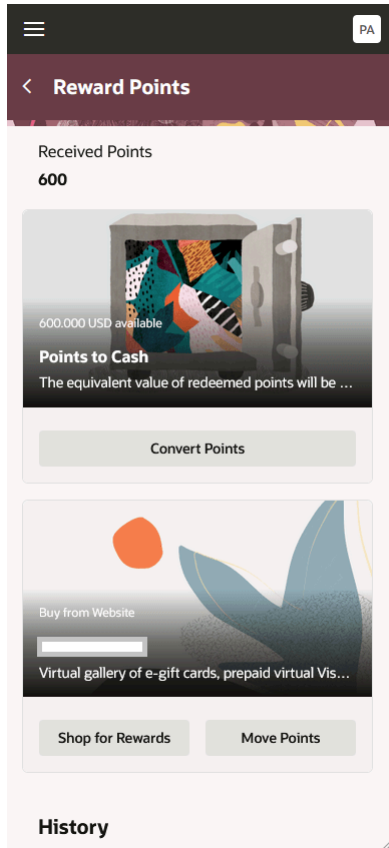 PA
Reward Points
Received Points
600
600.000 USD available
Points to Cash
The equivalent value of redeemed points will be ...
Convert Points
Buy from Website
Virtual gallery of e-gift cards, prepaid virtual Vis...
Shop for Rewards
Move Points
History